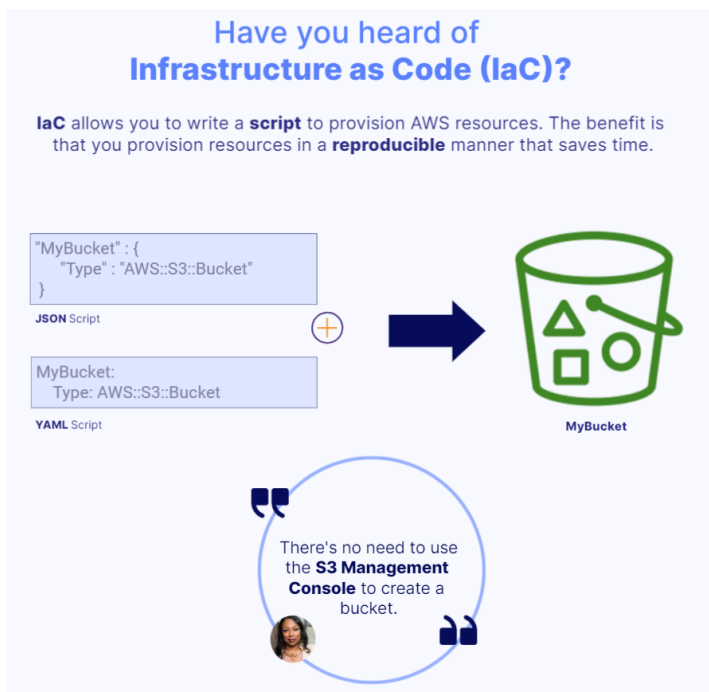 Have you heard of
Infrastructure as Code (IaC)?
IaC allows you to write a script to provision AWS resources. The benefit is
that you provision resources in a reproducible manner that saves time.
"MyBucket" : {
"Type" : "AWS::S3::Bucket"
}
JSON Script
MyBucket:
Type: AWS::S3::Bucket
YAML Script
MyBucket
There's no need to use
the S3 Management
Console to create a
bucket.